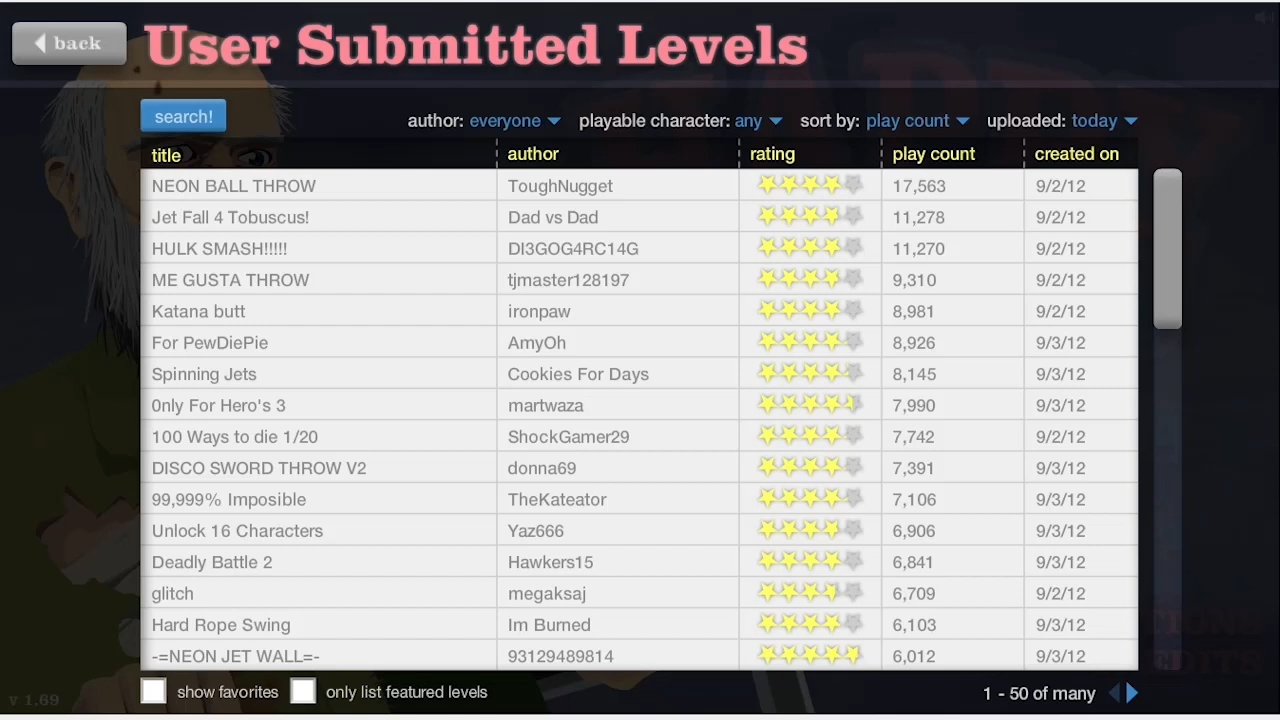 back
User Submitted Levels
search!
author: everyone playable character: any sort by: play count uploaded: today
title author rating play count created on
NEON BALL THROW ToughNugget 17,563 9/2/12
Jet Fall 4 Tobuscus! Dad vs Dad 11,278 9/2/12
HULK SMASH!!!!! DI3GOG4RC14G 11,270 9/2/12
ME GUSTA THROW tjmaster128197 9,310 9/2/12
Katana butt ironpaw 8,981 9/2/12
For PewDiePie AmyOh 8,926 9/3/12
Spinning Jets Cookies For Days 8,145 9/3/12
0nly For Hero's 3 martwaza 7,990 9/3/12
100 Ways to die 1/20 ShockGamer29 7,742 9/2/12
DISCO SWORD THROW V2 donna69 7,391 9/3/12
99,999% Imposible TheKateator 7,106 9/3/12
Unlock 16 Characters Yaz666 6,906 9/3/12
Deadly Battle 2 Hawkers15 6,841 9/3/12
glitch megaksaj 6,709 9/2/12
Hard Rope Swing Im Burned 6,103 9/3/12
-=NEON JET WALL=- 93129489814 6,012 9/3/12
show favorites only list featured levels 1 - 50 of many
v 1.69